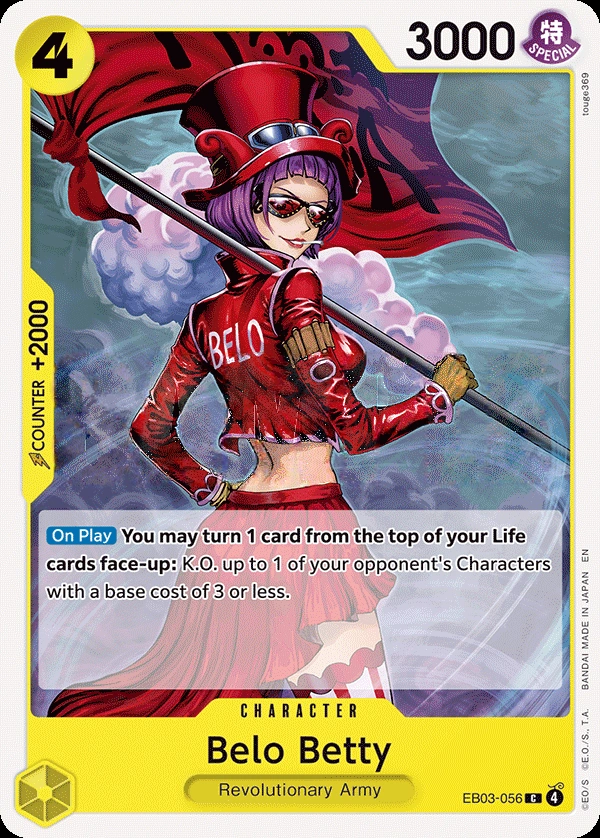 4
3000
特
SPECIAL
touge369
COUNTER +2000
BELO
On Play You may turn 1 card from the top of your Life
cards face-up: K.O. up to 1 of your opponent's Characters
with a base cost of 3 or less.
CHARACTER
Belo Betty
Revolutionary Army
EB03-056 C 4
©EO/S ©E.O./S., T.A. BANDAI MADE IN JAPAN EN